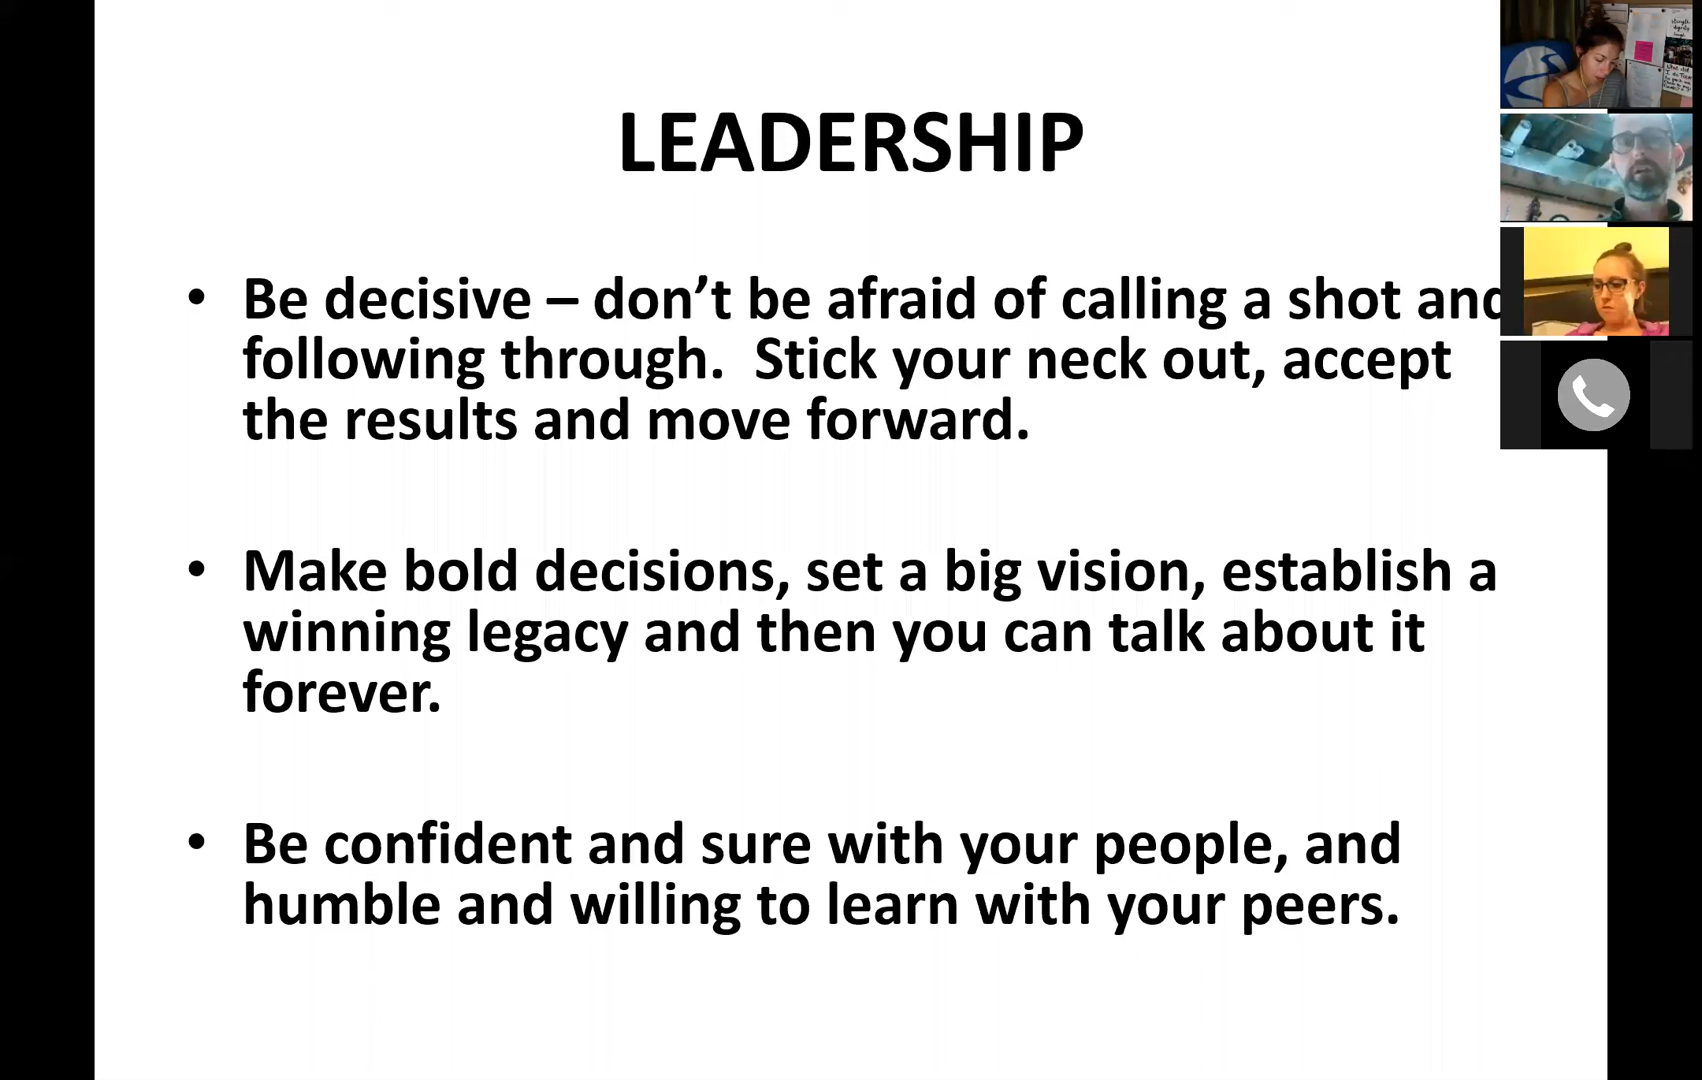 LEADERSHIP
• Be decisive – don’t be afraid of calling a shot and
following through.  Stick your neck out, accept
the results and move forward.
• Make bold decisions, set a big vision, establish a
winning legacy and then you can talk about it
forever.
• Be confident and sure with your people, and
humble and willing to learn with your peers.